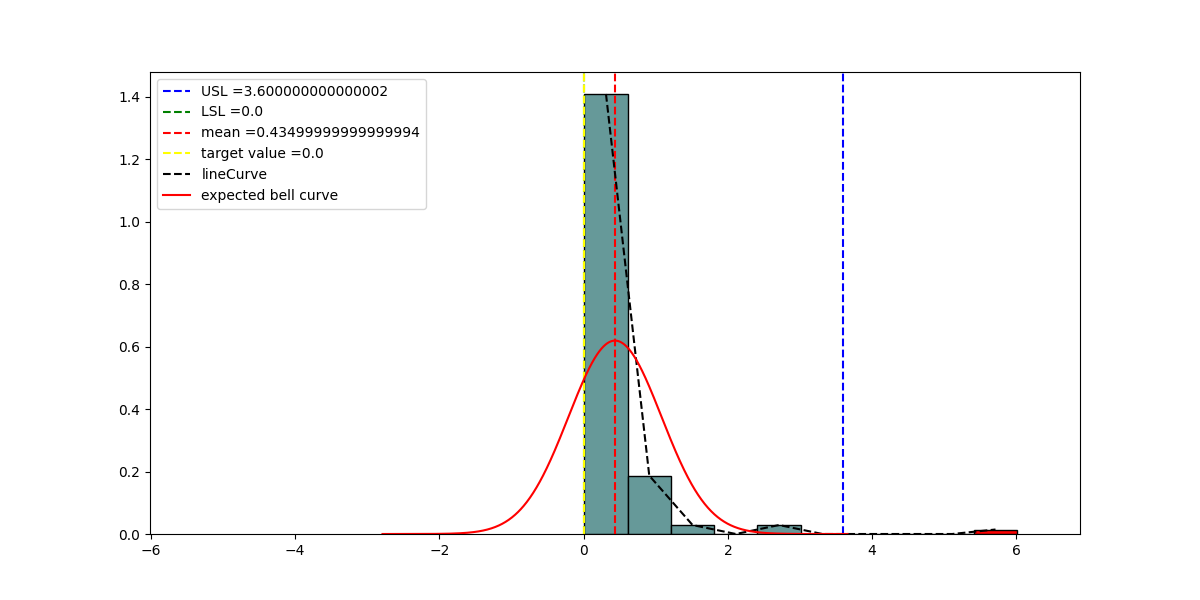 USL =3.600000000000002
LSL =0.0
mean =0.43499999999999994
target value =0.0
lineCurve
expected bell curve
1.4
1.2
1.0
0.8
0.6
0.4
0.2
0.0
−6 −4 −2 0 2 4 6